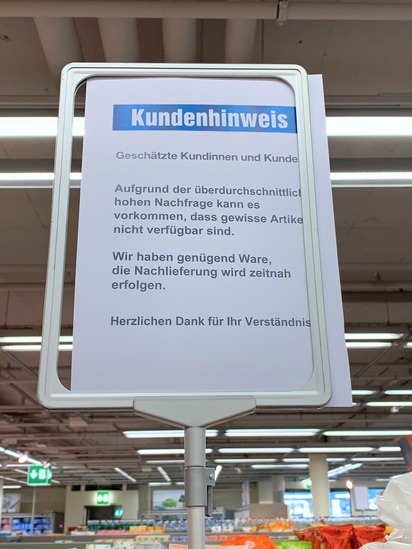 Kundenhinweis
Geschätzte Kundinnen und Kunde
Aufgrund der überdurchschnittlich
hohen Nachfrage kann es
vorkommen, dass gewisse Artike
nicht verfügbar sind.
Wir haben genügend Ware,
die Nachlieferung wird zeitnah
erfolgen.
Herzlichen Dank für Ihr Verständnis